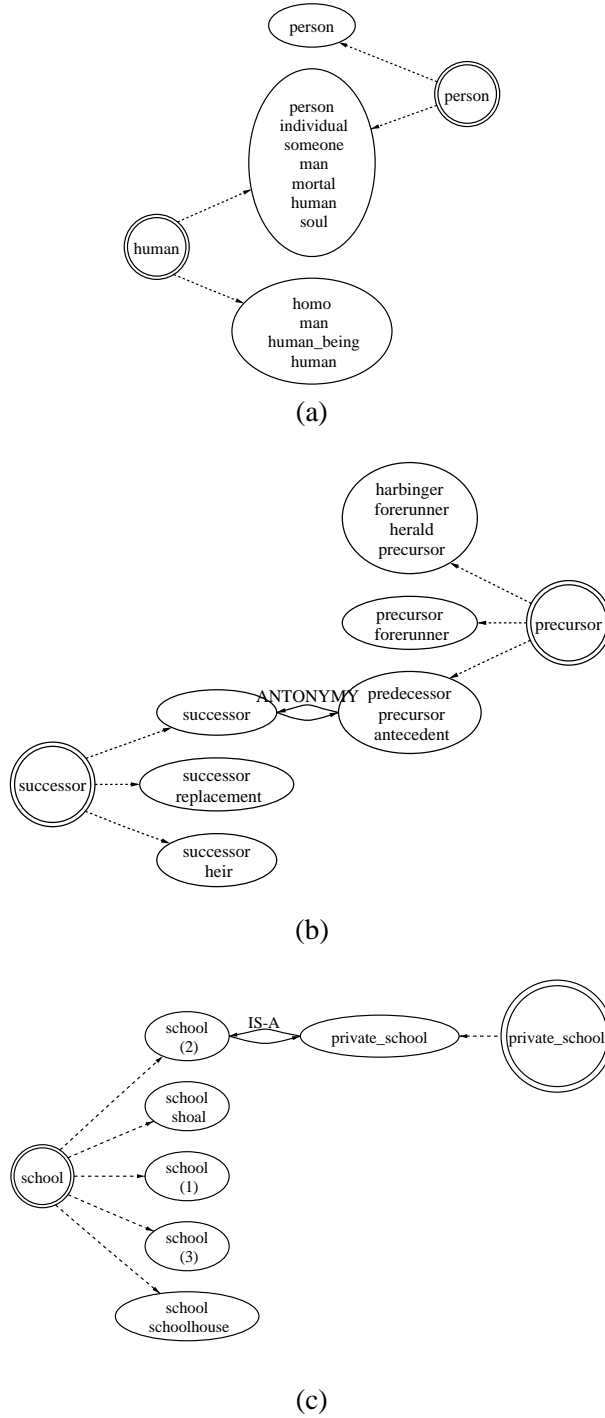 person
person
person
individual
someone
man
mortal
human
soul
human
homo
man
human_being
human
(a)
harbinger
forerunner
herald
precursor
precursor
forerunner
precursor
ANTONYMY
predecessor
precursor
antecedent
successor
successor
successor
replacement
successor
heir
(b)
IS-A
school
(2)
private_school
private_school
school
shoal
school
school
(1)
school
(3)
school
schoolhouse
(c)